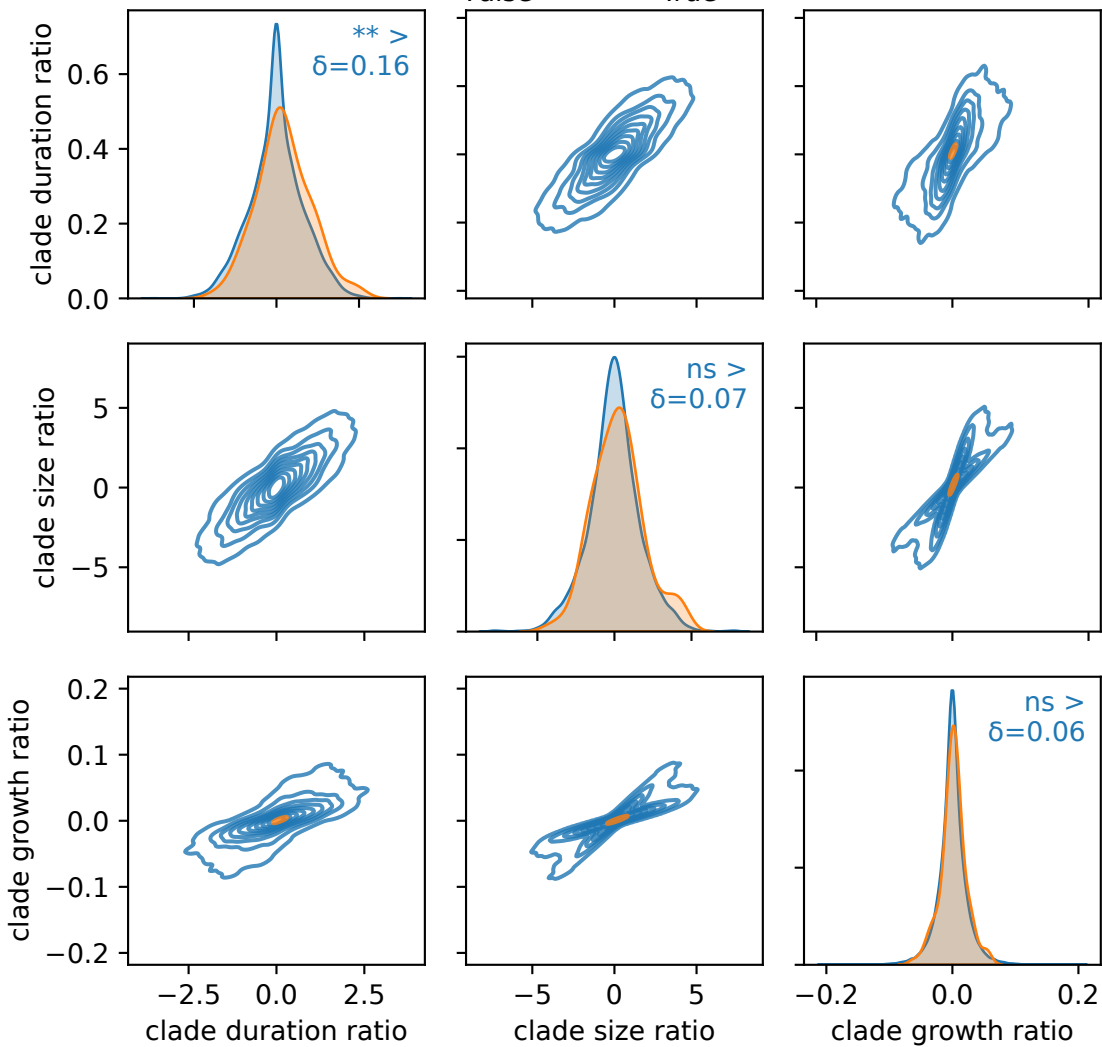 clade duration ratio
0.6
0.4
0.2
0.0
** >
δ=0.16
clade size ratio
5
0
−5
ns >
δ=0.07
clade growth ratio
0.2
0.1
0.0
−0.1
−0.2
ns >
δ=0.06
−2.5 0.0 2.5
clade duration ratio
−5 0 5
clade size ratio
−0.2 0.0 0.2
clade growth ratio